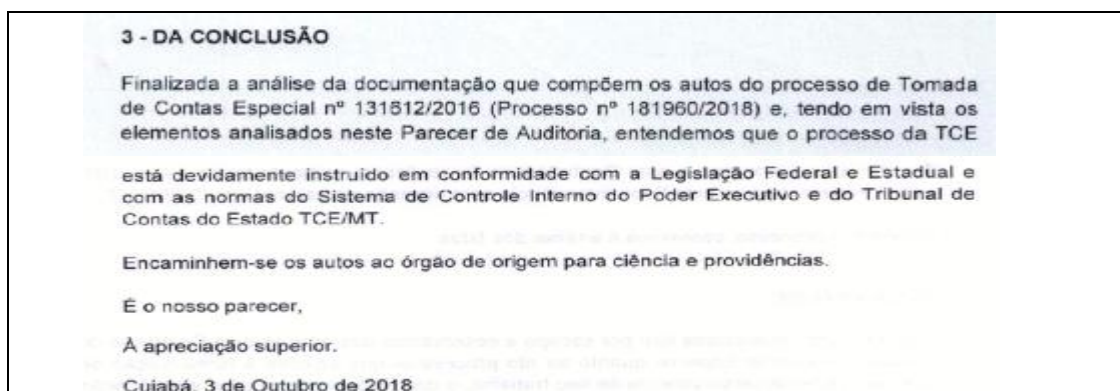 3 - DA CONCLUSÃO
Finalizada a análise da documentação que compõem os autos do processo de Tomada
de Contas Especial nº 131612/2016 (Processo nº 181960/2018) e, tendo em vista os
elementos analisados neste Parecer de Auditoria, entendemos que o processo da TCE
está devidamente instruído em conformidade com a Legislação Federal e Estadual e
com as normas do Sistema de Controle Interno do Poder Executivo e do Tribunal de
Contas do Estado TCE/MT.
Encaminhem-se os autos ao órgão de origem para ciência e providências.
É o nosso parecer,
À apreciação superior.
Cuiabá, 3 de Outubro de 2018